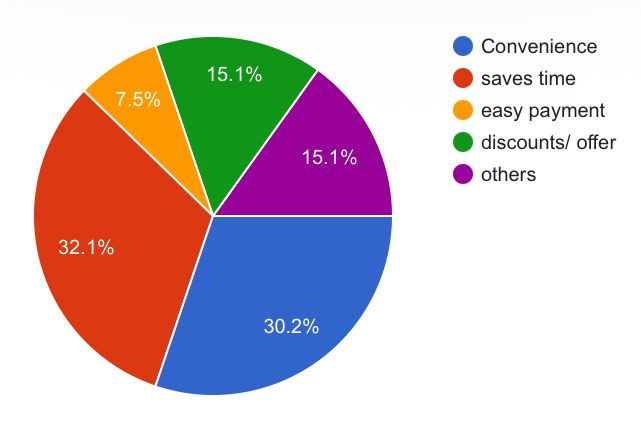 15.1%
7.5%
15.1%
32.1%
30.2%
Convenience
saves time
easy payment
discounts/ offer
others